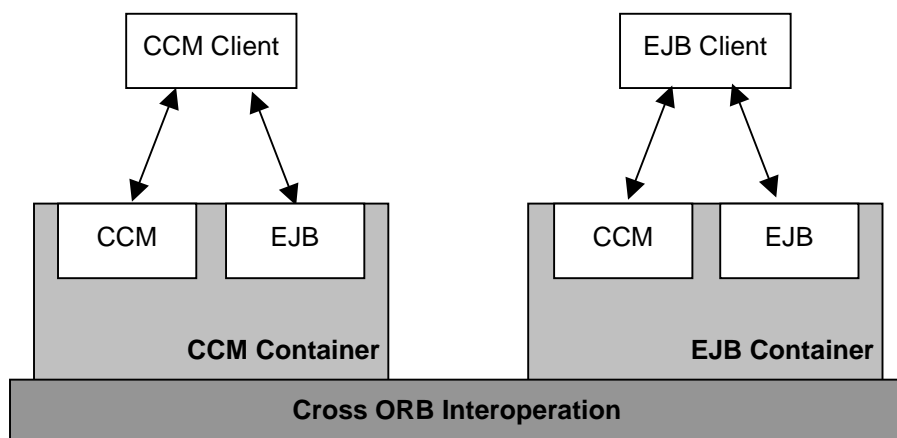 CCM Client
EJB Client
CCM
EJB
CCM
EJB
CCM Container
EJB Container
Cross ORB Interoperation